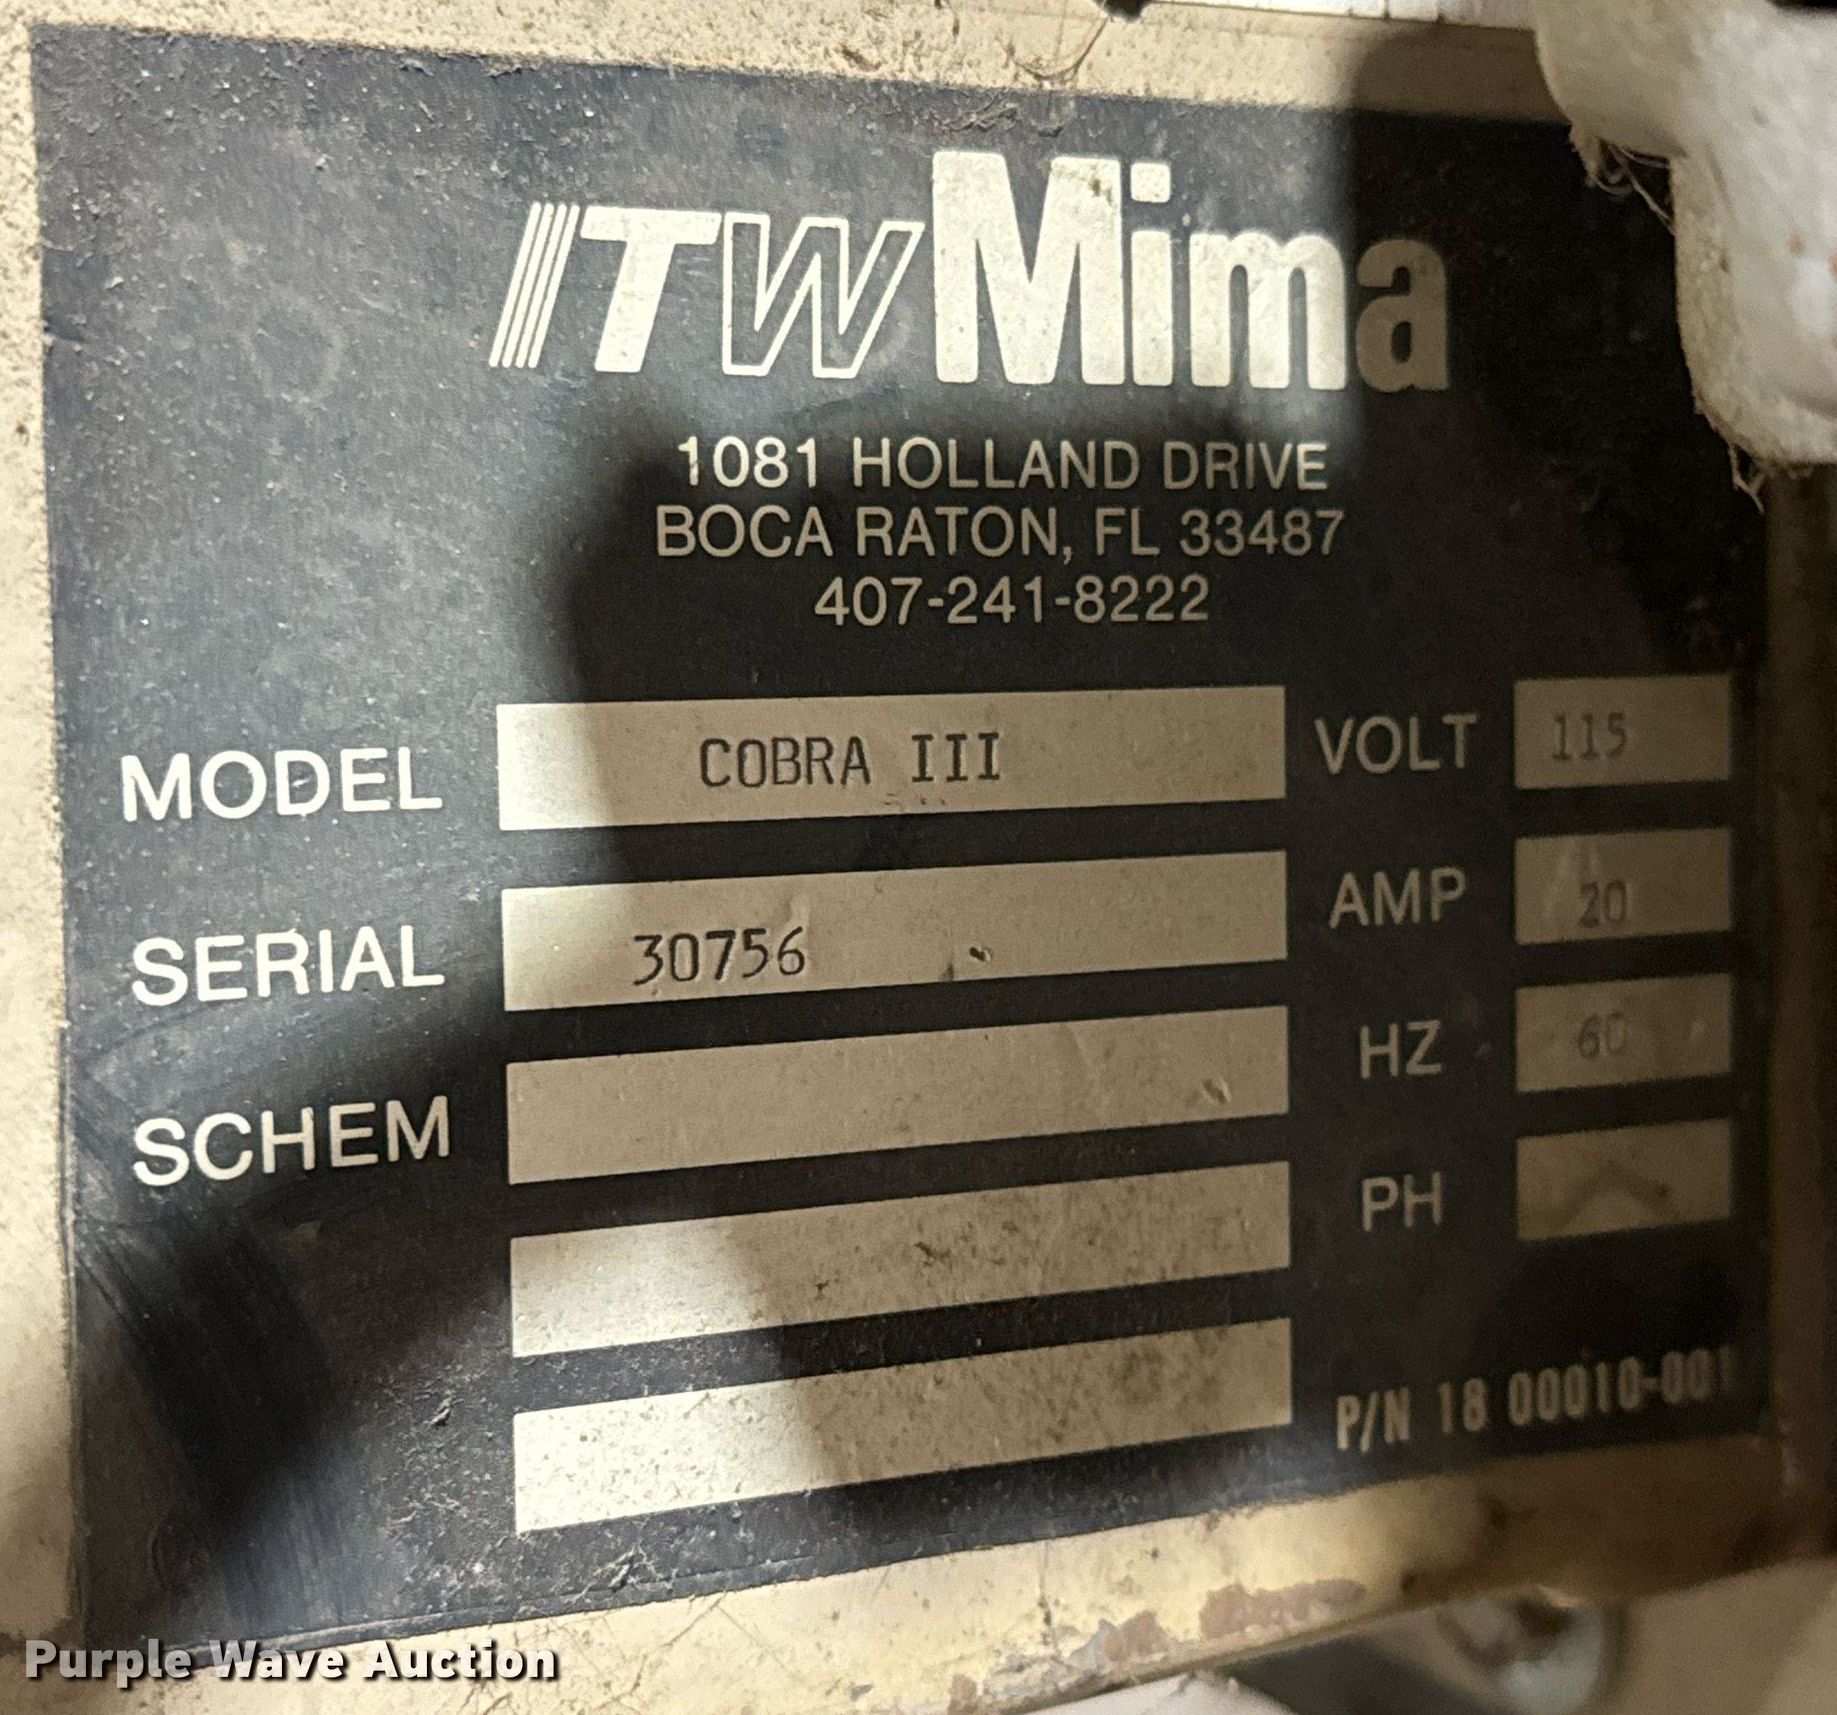 ITW Mima
1081 HOLLAND DRIVE
BOCA RATON, FL 33487
407-241-8222
MODEL COBRA III VOLT 115
SERIAL 30756 AMP 20
SCHEM HZ 60
PH
P/N 18 00010-001
Purple Wave Auction